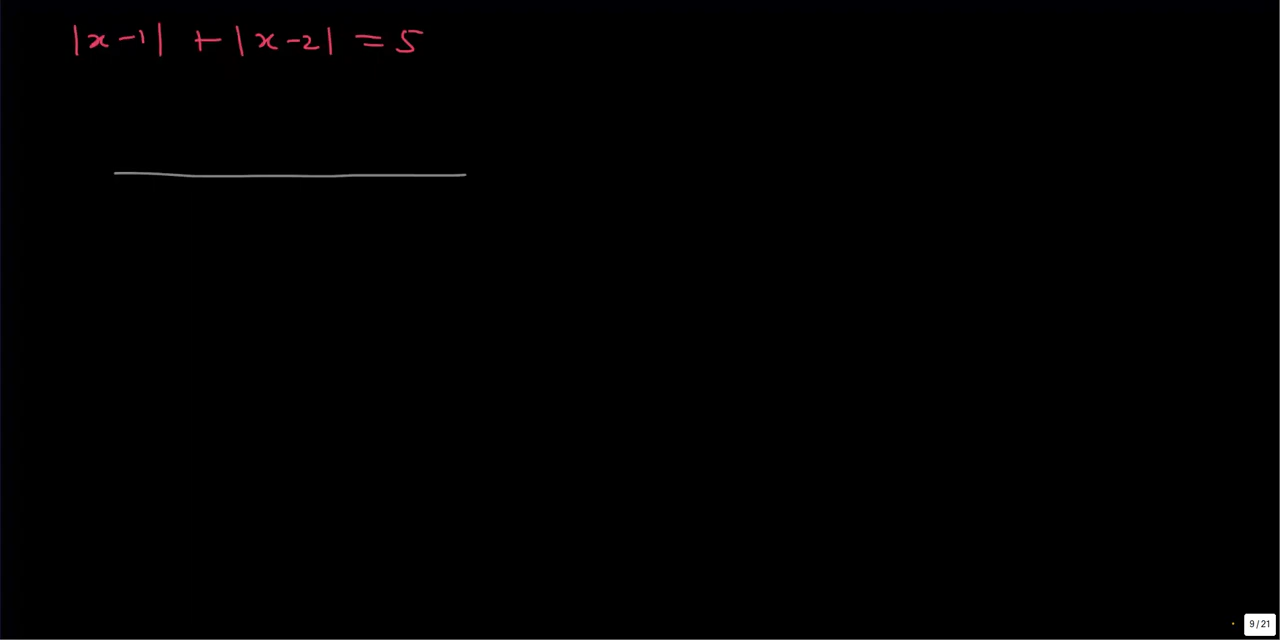 |x-1| + |x-2| = 5
9 / 21